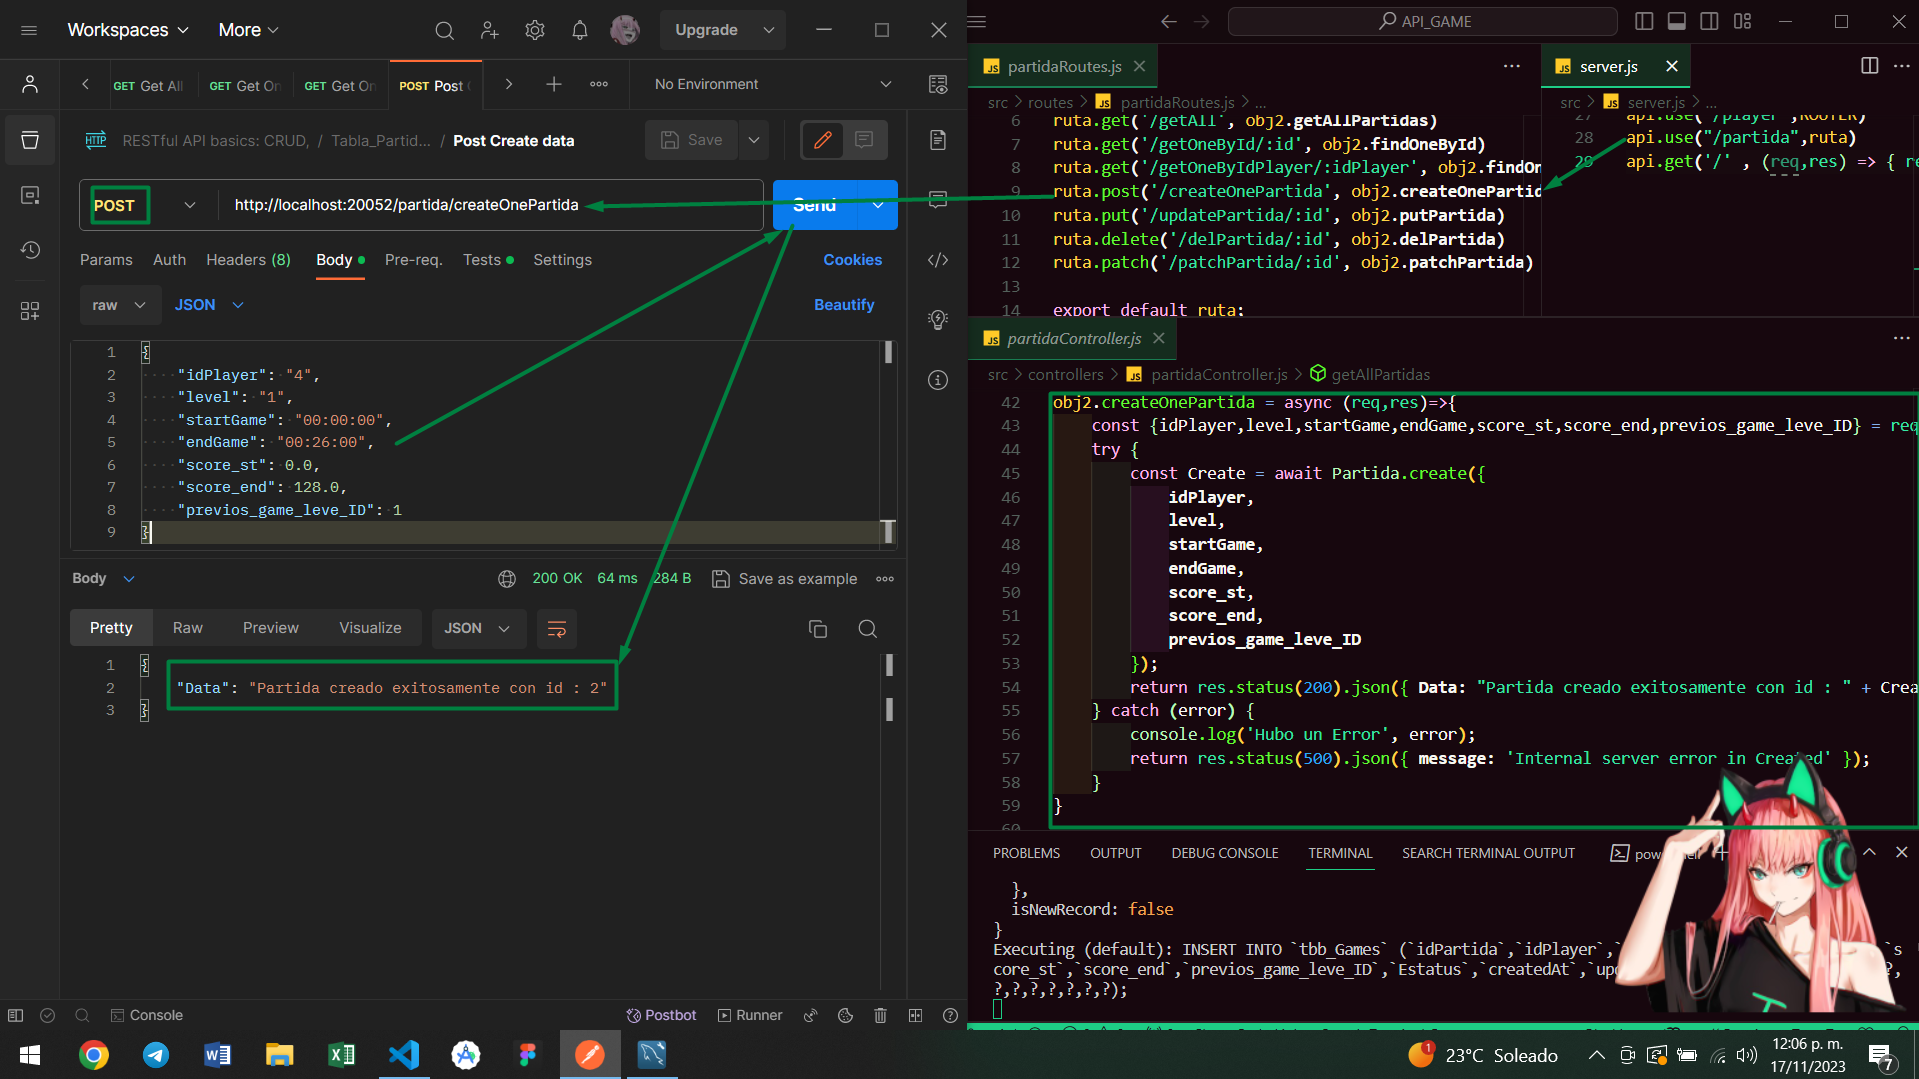 Workspaces
More
Upgrade
GET Get All
GET Get On
GET Get On
POST Post
No Environment
RESTful API basics: CRUD, / Tabla_Partid... / Post Create data
Save
POST
http://localhost:20052/partida/createOnePartida
Send
Params
Auth
Headers (8)
Body
Pre-req.
Tests
Settings
Cookies
raw
JSON
Beautify
1 {
2 "idPlayer": "4",
3 "level": "1",
4 "startGame": "00:00:00",
5 "endGame": "00:26:00",
6 "score_st": 0.0,
7 "score_end": 128.0,
8 "previos_game_leve_ID": 1
9 }
Body
200 OK
64 ms
284 B
Save as example
Pretty
Raw
Preview
Visualize
JSON
1 {
2 "Data": "Partida creado exitosamente con id : 2"
3 }
Console
Postbot
Runner
API_GAME
partidaRoutes.js
src > routes > JS partidaRoutes.js > ...
6 ruta.get('/getAll', obj2.getAllPartidas)
7 ruta.get('/getOneById/:id', obj2.findOneById)
8 ruta.get('/getOneByIdPlayer/:idPlayer', obj2.findOn
9 ruta.post('/createOnePartida', obj2.createOnePartid
10 ruta.put('/updatePartida/:id', obj2.putPartida)
11 ruta.delete('/delPartida/:id', obj2.delPartida)
12 ruta.patch('/patchPartida/:id', obj2.patchPartida)
13
14 export default ruta;
JS server.js
src > JS server.js > ...
27 api.use("/player",ROUTER)
28 api.use("/partida",ruta)
29 api.get('/' , (req,res) => { re
JS partidaController.js
src > controllers > JS partidaController.js > getAllPartidas
42 obj2.createOnePartida = async (req,res)=>{
43 const {idPlayer,level,startGame,endGame,score_st,score_end,previos_game_leve_ID} = req
44 try {
45 const Create = await Partida.create({
46 idPlayer,
47 level,
48 startGame,
49 endGame,
50 score_st,
51 score_end,
52 previos_game_leve_ID
53 });
54 return res.status(200).json({ Data: "Partida creado exitosamente con id : " + Crea
55 } catch (error) {
56 console.log('Hubo un Error', error);
57 return res.status(500).json({ message: 'Internal server error in Created' });
58 }
59 }
60
PROBLEMS
OUTPUT
DEBUG CONSOLE
TERMINAL
SEARCH TERMINAL OUTPUT
},
isNewRecord: false
}
Executing (default): INSERT INTO `tbb_Games` (`idPartida`,`idPlayer`,` `s
core_st`,`score_end`,`previos_game_leve_ID`,`Estatus`,`createdAt`,`up ?,
?,?,?,?,?,?,?);
23°C Soleado
12:06 p. m.
17/11/2023
7